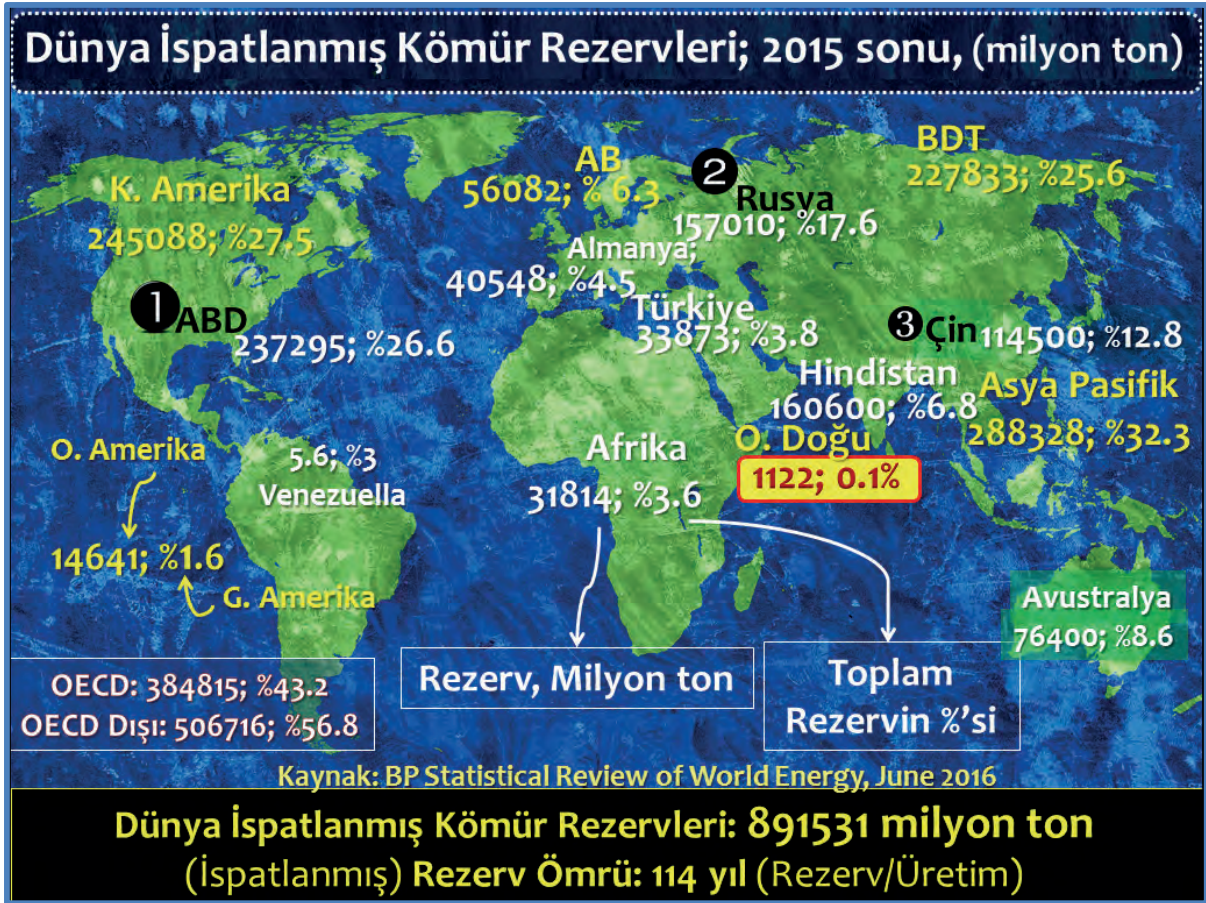 Dünya İspatlanmış Kömür Rezervleri; 2015 sonu, (milyon ton)
K. Amerika
245088; %27.5
AB
56082; % 6.3
BDT
227833; %25.6
❷ Rusya
157010; %17.6
Almanya;
40548; %4.5
❶ ABD
237295; %26.6
Türkiye
33873; %3.8
❸ Çin 114500; %12.8
Hindistan
160600; %6.8
Asya Pasifik
288328; %32.3
O. Doğu
1122; 0.1%
O. Amerika
5.6; %3
Venezuella
Afrika
31814; %3.6
14641; %1.6
G. Amerika
Avustralya
76400; %8.6
OECD: 384815; %43.2
OECD Dışı: 506716; %56.8
Rezerv, Milyon ton
Toplam
Rezervin %'si
Kaynak: BP Statistical Review of World Energy, June 2016
Dünya İspatlanmış Kömür Rezervleri: 891531 milyon ton
(İspatlanmış) Rezerv Ömrü: 114 yıl (Rezerv/Üretim)